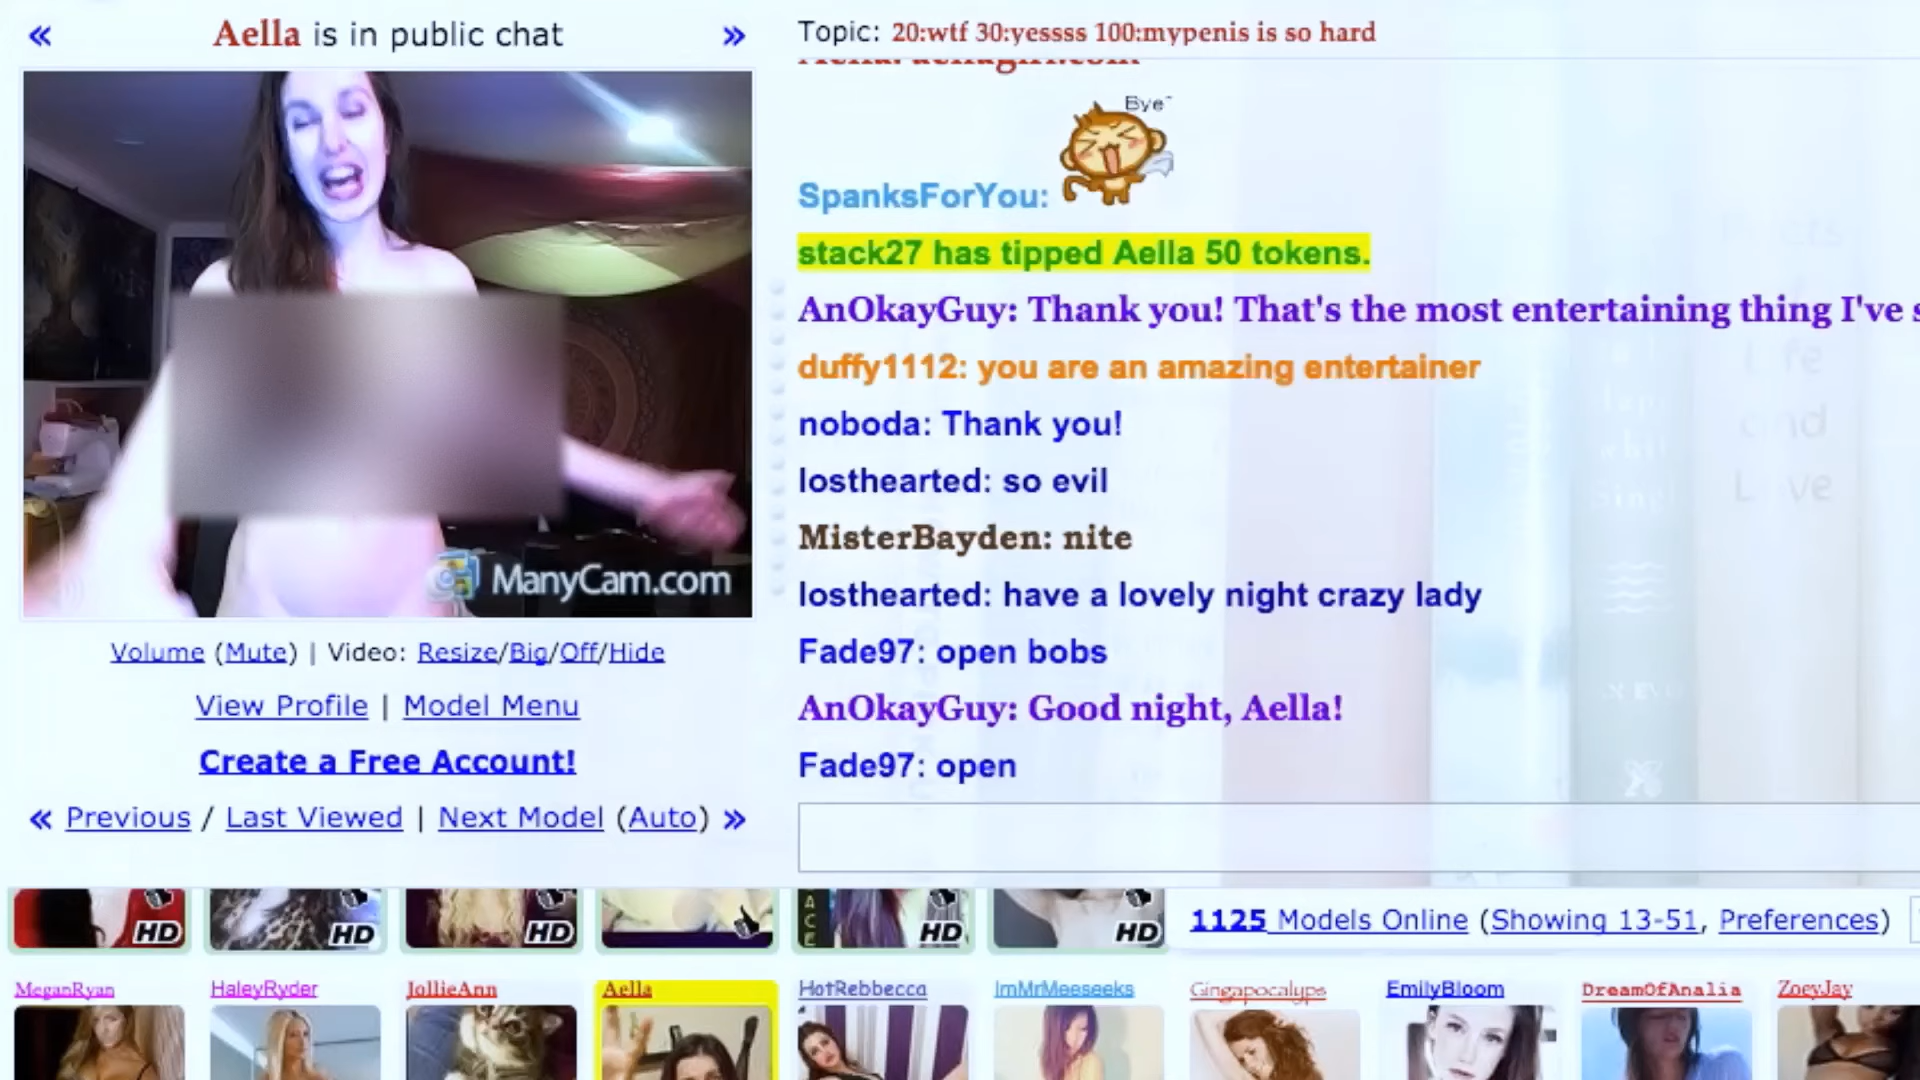 « Aella is in public chat »
Topic: 20:wtf 30:yessss 100:mypenis is so hard
Bye~
SpanksForYou:
stack27 has tipped Aella 50 tokens.
AnOkayGuy: Thank you! That's the most entertaining thing I've s
duffy1112: you are an amazing entertainer
noboda: Thank you!
losthearted: so evil
MisterBayden: nite
losthearted: have a lovely night crazy lady
Fade97: open bobs
AnOkayGuy: Good night, Aella!
Fade97: open
ManyCam.com
Volume (Mute) | Video: Resize/Big/Off/Hide
View Profile | Model Menu
Create a Free Account!
« Previous / Last Viewed | Next Model (Auto) »
HD HD HD HD HD
1125 Models Online (Showing 13-51, Preferences)
MeganRyan HaleyRyder JollieAnn Aella HotRebbecca ImMrMeeseeks Gingapocalyps EmilyBloom DreamOfAnalia ZoeyJay